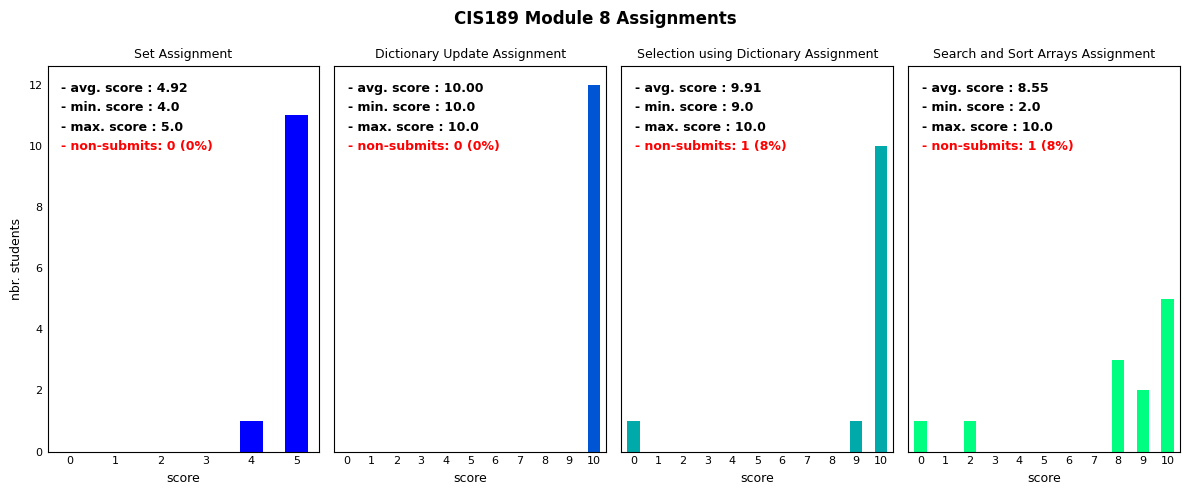 CIS189 Module 8 Assignments
Set Assignment
- avg. score : 4.92
- min. score : 4.0
- max. score : 5.0
- non-submits: 0 (0%)
12
10
8
6
4
2
0
nbr. students
0 1 2 3 4 5
score
Dictionary Update Assignment
- avg. score : 10.00
- min. score : 10.0
- max. score : 10.0
- non-submits: 0 (0%)
0 1 2 3 4 5 6 7 8 9 10
score
Selection using Dictionary Assignment
- avg. score : 9.91
- min. score : 9.0
- max. score : 10.0
- non-submits: 1 (8%)
0 1 2 3 4 5 6 7 8 9 10
score
Search and Sort Arrays Assignment
- avg. score : 8.55
- min. score : 2.0
- max. score : 10.0
- non-submits: 1 (8%)
0 1 2 3 4 5 6 7 8 9 10
score